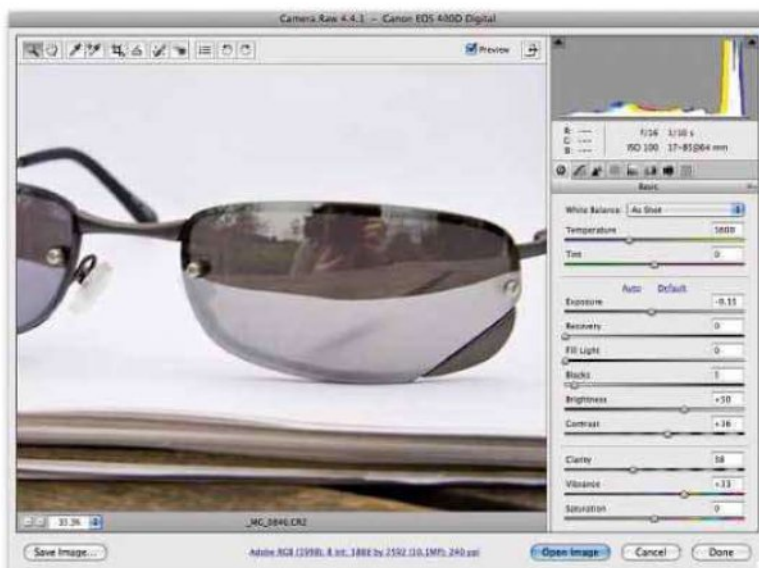 Camera Raw 4.4.1 – Canon EOS 400D Digital
Preview
R: ---
G: ---
B: ---
f/16 1/10 s
ISO 100 17-85@64 mm
Basic
White Balance: As Shot
Temperature 5600
Tint 0
Auto Default
Exposure -0.55
Recovery 0
Fill Light 0
Blacks 5
Brightness +50
Contrast +36
Clarity 38
Vibrance +33
Saturation 0
33.3%
_MG_0846.CR2
Save Image...
Adobe RGB (1998); 8 bit; 3888 by 2592 (10.1MP); 240 ppi
Open Image Cancel Done